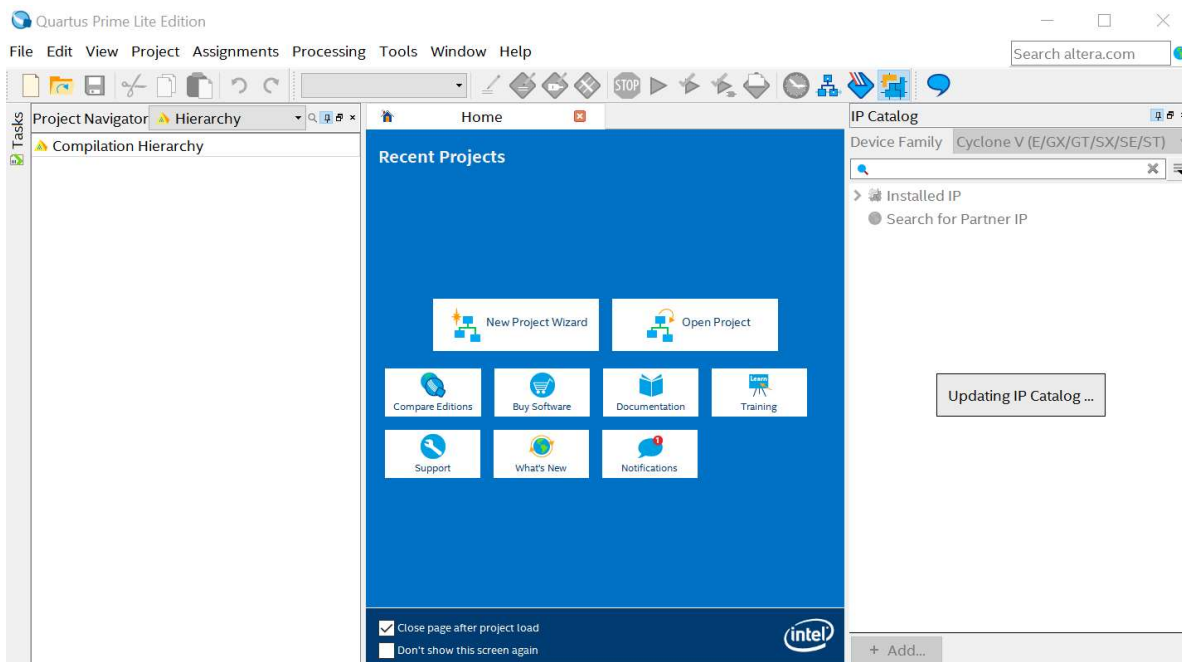 Quartus Prime Lite Edition
File Edit View Project Assignments Processing Tools Window Help
Search altera.com
STOP
Tasks
Project Navigator Hierarchy
Compilation Hierarchy
Home
Recent Projects
New Project Wizard
Open Project
Compare Editions
Buy Software
Documentation
Learn
Training
Support
What's New
1
Notifications
Close page after project load
Don't show this screen again
intel
IP Catalog
Device Family Cyclone V (E/GX/GT/SX/SE/ST)
Installed IP
Search for Partner IP
Updating IP Catalog ...
+ Add...